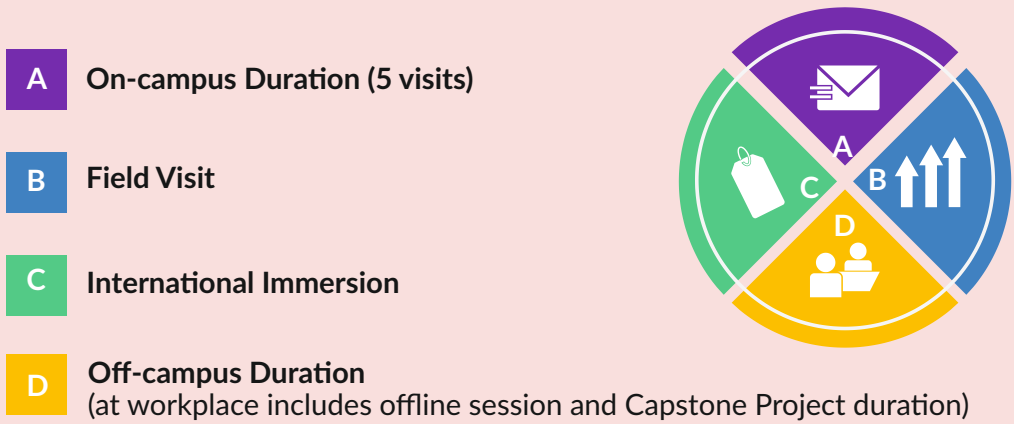 A On-campus Duration (5 visits)
B Field Visit
C International Immersion
D Off-campus Duration
(at workplace includes offline session and Capstone Project duration)
A
B
C
D